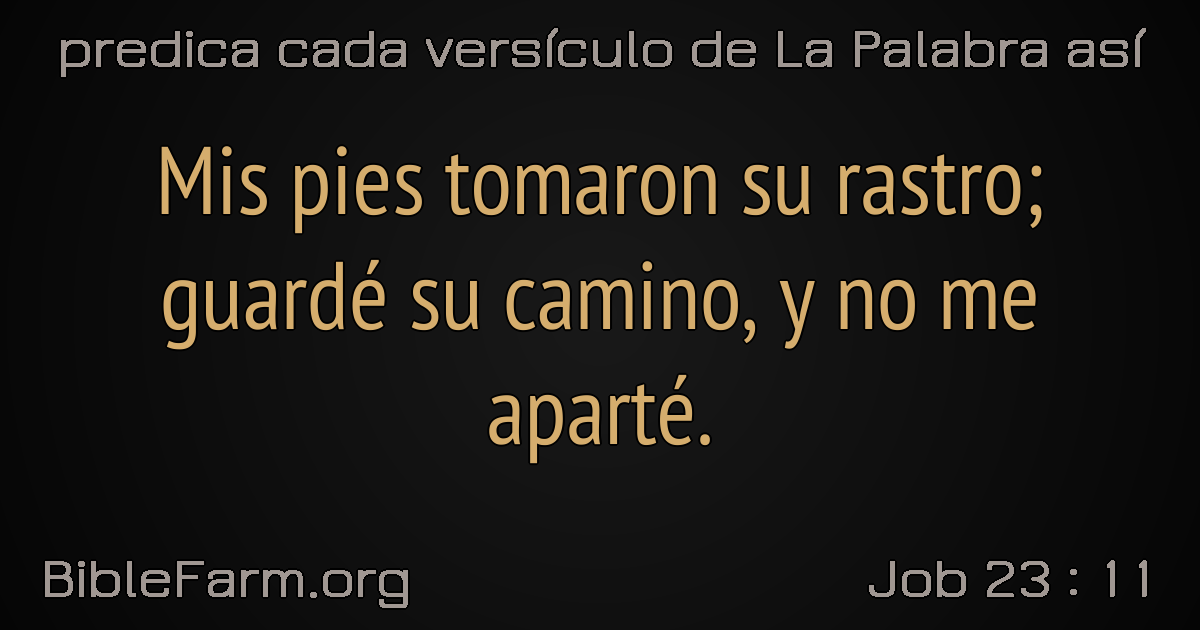 predica cada versículo de La Palabra así
Mis pies tomaron su rastro;
guardé su camino, y no me
aparté.
BibleFarm.org
Job 23 : 11